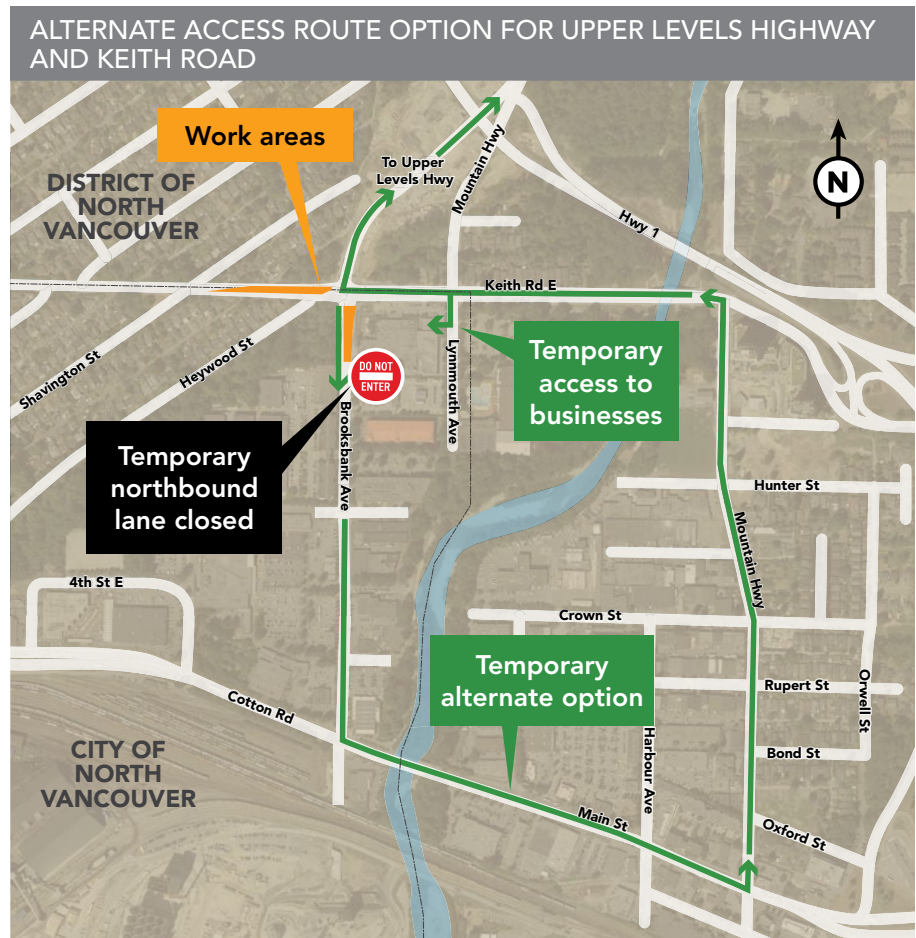 ALTERNATE ACCESS ROUTE OPTION FOR UPPER LEVELS HIGHWAY
AND KEITH ROAD
Work areas
To Upper
Levels Hwy
Mountain Hwy
N
DISTRICT OF
NORTH
VANCOUVER
Hwy 1
Keith Rd E
Shavington St
Heywood St
DO NOT
ENTER
Lynnmouth Ave
Temporary
access to
businesses
Temporary
northbound
lane closed
Brooksbank Ave
Hunter St
Mountain Hwy
4th St E
Crown St
Temporary
alternate option
Rupert St
Orwell St
Cotton Rd
Harbour Ave
Bond St
CITY OF
NORTH
VANCOUVER
Main St
Oxford St